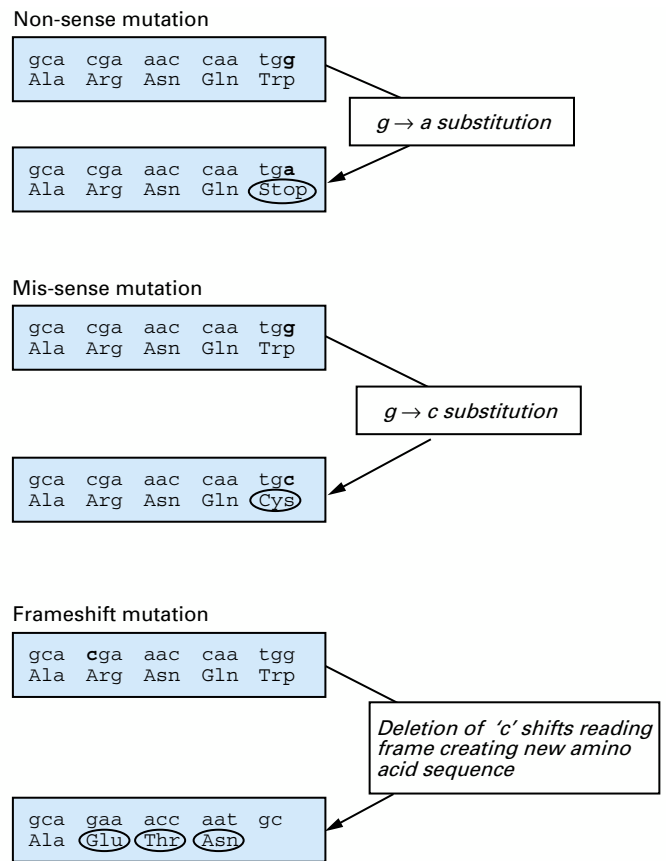 Non-sense mutation
gca cga aac caa tgg
Ala Arg Asn Gln Trp
g → a substitution
gca cga aac caa tga
Ala Arg Asn Gln Stop
Mis-sense mutation
gca cga aac caa tgg
Ala Arg Asn Gln Trp
g → c substitution
gca cga aac caa tgc
Ala Arg Asn Gln Cys
Frameshift mutation
gca cga aac caa tgg
Ala Arg Asn Gln Trp
Deletion of ‘c’ shifts reading
frame creating new amino
acid sequence
gca gaa acc aat gc
Ala Glu Thr Asn